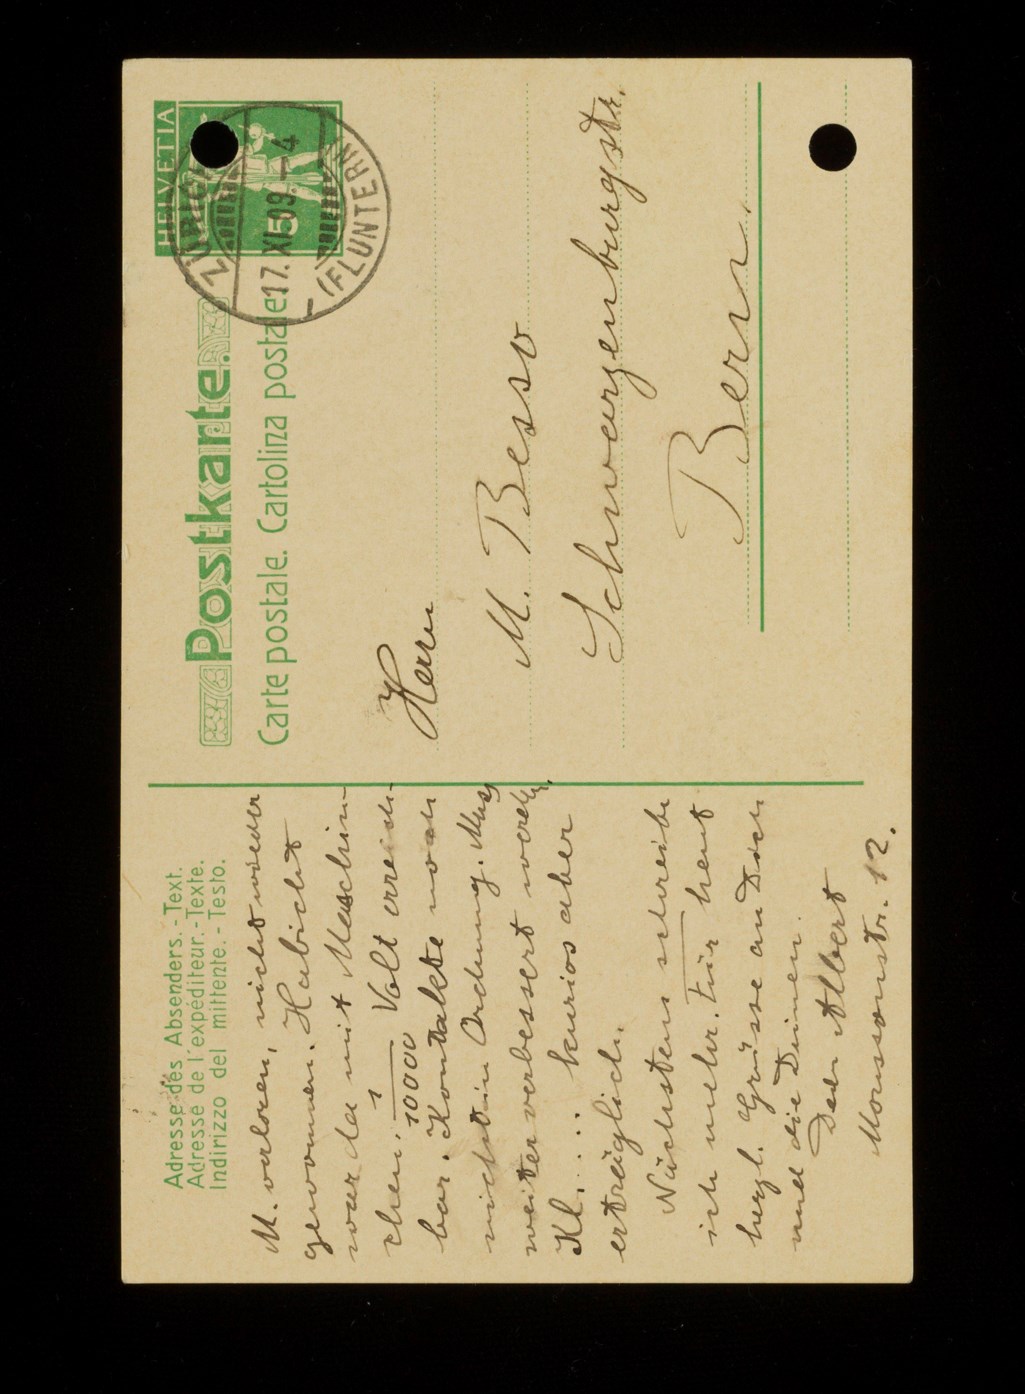 Postkarte.
Carte postale. Cartolina postale
HELVETIA
5
ZÜRICH
17. XI. 09. – 4
(FLUNTERN)
Adresse des Absenders. - Text.
Adresse de l'expéditeur. - Texte.
Indirizzo del mittente. - Testo.
M. verloren, nicht wieder
gewonnen. Habicht
war da mit Maschin-
chen. 1/10000 Volt erreich-
bar. Kontakte noch
nicht in Ordnung. Muss
weiter verbessert werden.
Kl.... kurios aber
erträglich.
Nächstens schreibe
ich mehr. Für heut
herzl. Grüsse an Dich
und die Deinen.
Dein Albert
Moussonstr. 12.
Herrn
M. Besso
Schwarzenburgstr.
Bern.